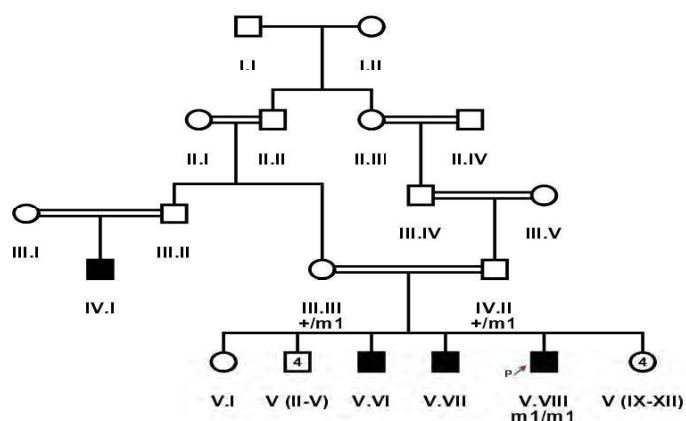 I.I I.II
II.I II.II II.III II.IV
III.I III.II III.IV III.V
IV.I III.III IV.II
+/m1 +/m1
4 P 4
V.I V (II-V) V.VI V.VII V.VIII V (IX-XII)
m1/m1